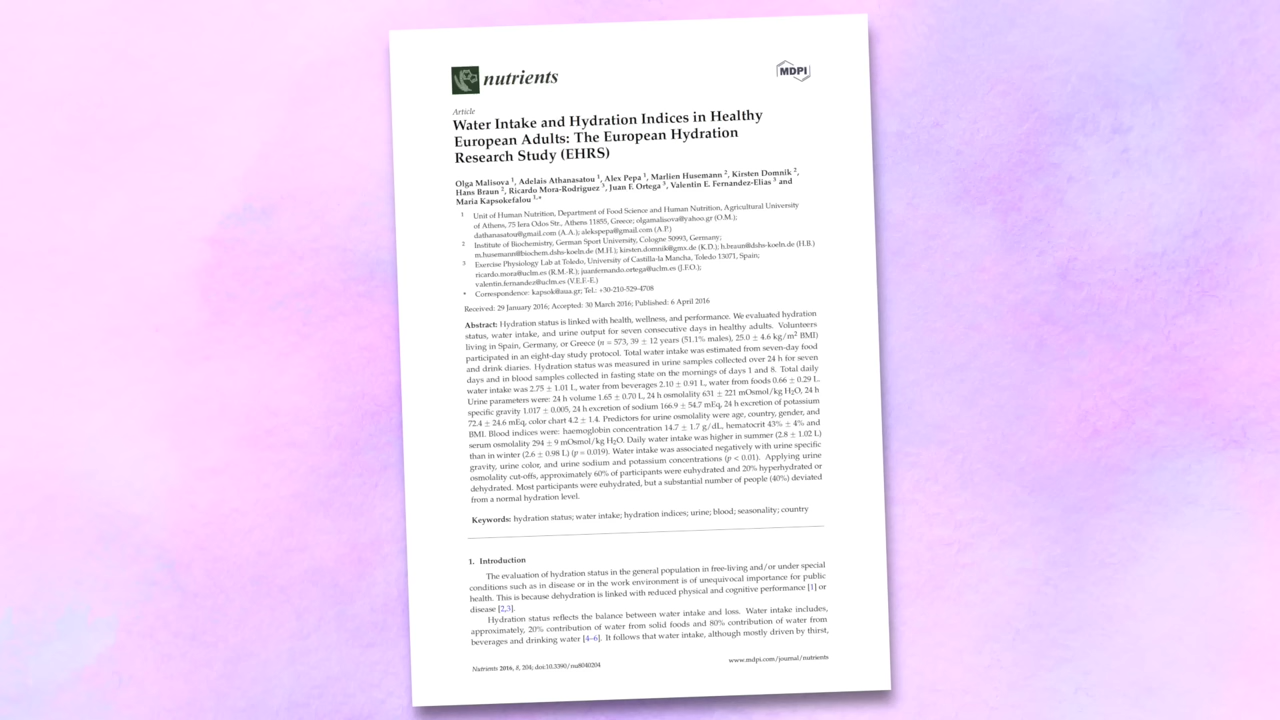 nutrients
MDPI
Article
Water Intake and Hydration Indices in Healthy
European Adults: The European Hydration
Research Study (EHRS)
Olga Malisova 1, Adelais Athanasatou 1, Alex Pepa 1, Marlien Husemann 2, Kirsten Domnik 2,
Hans Braun 2, Ricardo Mora-Rodriguez 3, Juan F. Ortega 3, Valentin E. Fernandez-Elias 3 and
Maria Kapsokefalou 1,*
1 Unit of Human Nutrition, Department of Food Science and Human Nutrition, Agricultural University
of Athens, 75 Iera Odos Str., Athens 11855, Greece; olgamalisova@yahoo.gr (O.M.);
dathanasatou@gmail.com (A.A.); alekspepa@gmail.com (A.P.)
2 Institute of Biochemistry, German Sport University, Cologne 50993, Germany;
m.husemann@biochem.dshs-koeln.de (M.H.); kirsten.domnik@gmx.de (K.D.); h.braun@dshs-koeln.de (H.B.)
3 Exercise Physiology Lab at Toledo, University of Castilla-la Mancha, Toledo 13071, Spain;
ricardo.mora@uclm.es (R.M.-R.); juanfernando.ortega@uclm.es (J.F.O.);
valentin.fernandez@uclm.es (V.E.F.-E.)
* Correspondence: kapsok@aua.gr; Tel.: +30-210-529-4708
Received: 29 January 2016; Accepted: 30 March 2016; Published: 6 April 2016
Abstract: Hydration status is linked with health, wellness, and performance. We evaluated hydration
status, water intake, and urine output for seven consecutive days in healthy adults. Volunteers
living in Spain, Germany, or Greece (n = 573, 39 ± 12 years (51.1% males), 25.0 ± 4.6 kg/m2 BMI)
participated in an eight-day study protocol. Total water intake was estimated from seven-day food
and drink diaries. Hydration status was measured in urine samples collected over 24 h for seven
days and in blood samples collected in fasting state on the mornings of days 1 and 8. Total daily
water intake was 2.75 ± 1.01 L, water from beverages 2.10 ± 0.91 L, water from foods 0.66 ± 0.29 L.
Urine parameters were: 24 h volume 1.65 ± 0.70 L, 24 h osmolality 631 ± 221 mOsmol/kg H2O, 24 h
specific gravity 1.017 ± 0.005, 24 h excretion of sodium 166.9 ± 54.7 mEq, 24 h excretion of potassium
72.4 ± 24.6 mEq, color chart 4.2 ± 1.4. Predictors for urine osmolality were age, country, gender, and
BMI. Blood indices were: haemoglobin concentration 14.7 ± 1.7 g/dL, hematocrit 43% ± 4% and
serum osmolality 294 ± 9 mOsmol/kg H2O. Daily water intake was higher in summer (2.8 ± 1.02 L)
than in winter (2.6 ± 0.98 L) (p = 0.019). Water intake was associated negatively with urine specific
gravity, urine color, and urine sodium and potassium concentrations (p < 0.01). Applying urine
osmolality cut-offs, approximately 60% of participants were euhydrated and 20% hyperhydrated or
dehydrated. Most participants were euhydrated, but a substantial number of people (40%) deviated
from a normal hydration level.
Keywords: hydration status; water intake; hydration indices; urine; blood; seasonality; country
1. Introduction
The evaluation of hydration status in the general population in free-living and/or under special
conditions such as in disease or in the work environment is of unequivocal importance for public
health. This is because dehydration is linked with reduced physical and cognitive performance [1] or
disease [2,3].
Hydration status reflects the balance between water intake and loss. Water intake includes,
approximately, 20% contribution of water from solid foods and 80% contribution of water from
beverages and drinking water [4–6]. It follows that water intake, although mostly driven by thirst,
Nutrients 2016, 8, 204; doi:10.3390/nu8040204
www.mdpi.com/journal/nutrients